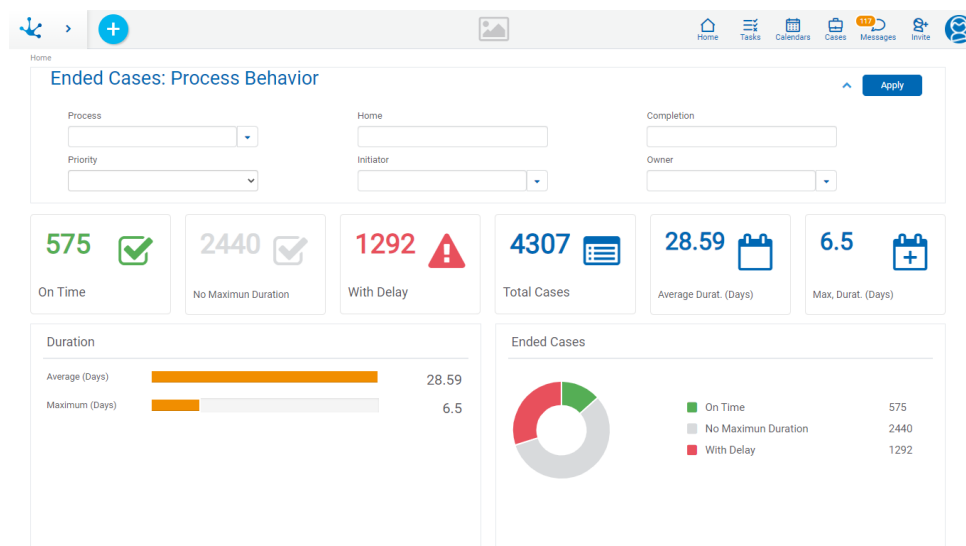 117
Home Tasks Calendars Cases Messages Invite
Home
Ended Cases: Process Behavior
Apply
Process Home Completion
Priority Initiator Owner
575 2440 1292 4307 28.59 6.5
On Time No Maximun Duration With Delay Total Cases Average Durat. (Days) Max, Durat. (Days)
Duration
Average (Days) 28.59
Maximum (Days) 6.5
Ended Cases
On Time 575
No Maximun Duration 2440
With Delay 1292